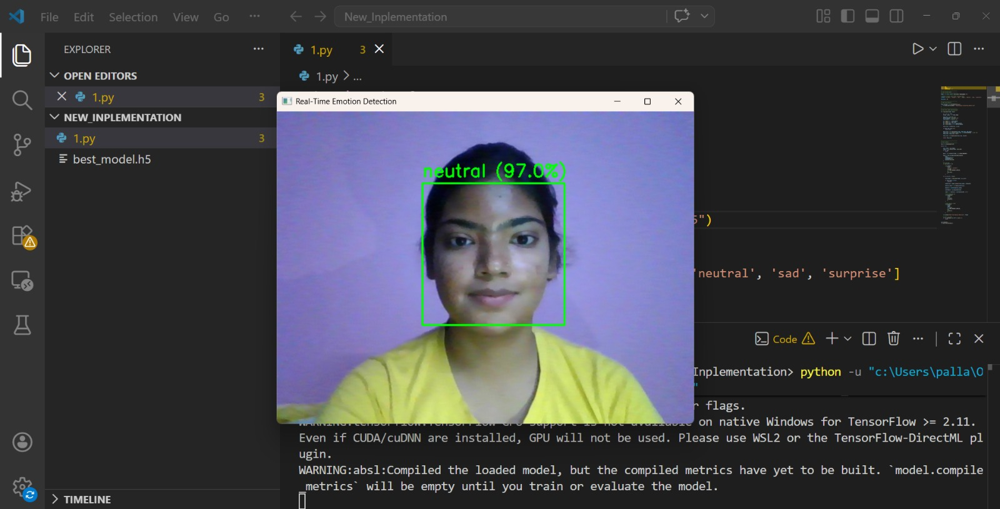 File Edit Selection View Go ...
New_Inplementation
EXPLORER ...
OPEN EDITORS
1.py 3
NEW_INPLEMENTATION
1.py 3
best_model.h5
TIMELINE
1.py 3
1.py > ...
Real-Time Emotion Detection
neutral (97.0%)
5")
'neutral', 'sad', 'surprise']
Code
Inplementation> python -u "c:\Users\palla\O
"
r flags.
on native Windows for TensorFlow >= 2.11.
Even if CUDA/cuDNN are installed, GPU will not be used. Please use WSL2 or the TensorFlow-DirectML pl
ugin.
WARNING:absl:Compiled the loaded model, but the compiled metrics have yet to be built. `model.compile
_metrics` will be empty until you train or evaluate the model.